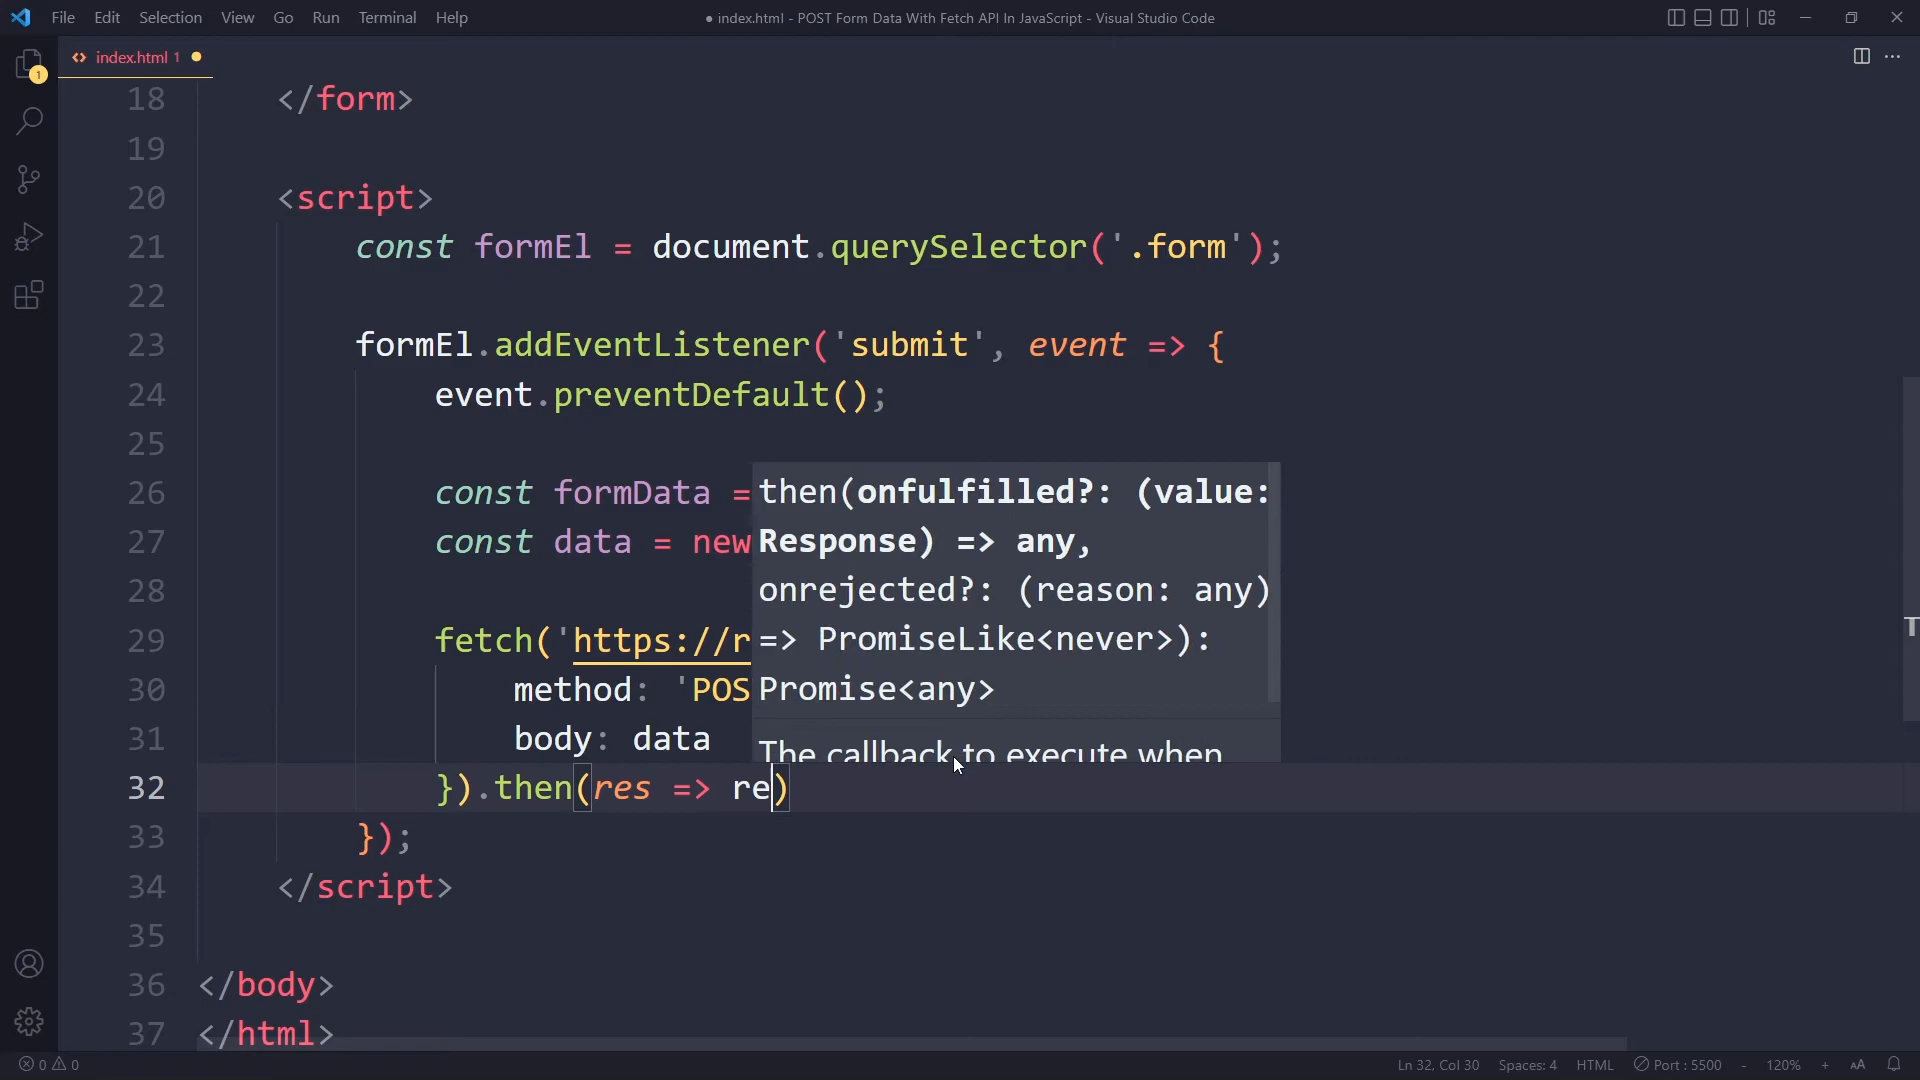 File Edit Selection View Go Run Terminal Help
● index.html - POST Form Data With Fetch API In JavaScript - Visual Studio Code
1
index.html 1
18 </form>
19
20 <script>
21 const formEl = document.querySelector('.form');
22
23 formEl.addEventListener('submit', event => {
24 event.preventDefault();
25
26 const formData =
27 const data = new
28
29 fetch('https://r
30 method: 'POS
31 body: data
then(onfulfilled?: (value:
Response) => any,
onrejected?: (reason: any)
=> PromiseLike<never>):
Promise<any>
The callback to execute when
32 }).then(res => re)
33 });
34 </script>
35
36 </body>
37 </html>
T
0 0
Ln 32, Col 30 Spaces: 4 HTML Port : 5500 - 120% + AA